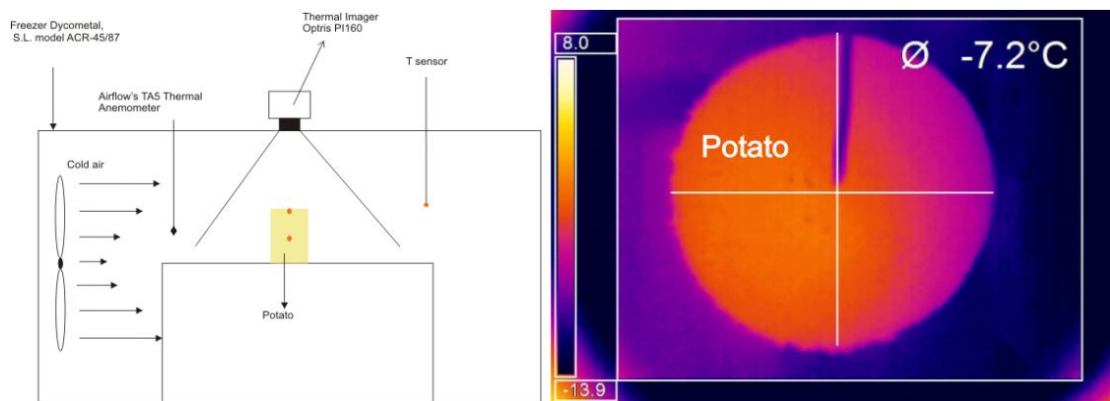 Freezer Dycometal,
S.L. model ACR-45/87
Thermal Imager
Optris PI160
T sensor
Airflow's TA5 Thermal
Anemometer
Cold air
Potato
8.0
Ø -7.2°C
Potato
-13.9